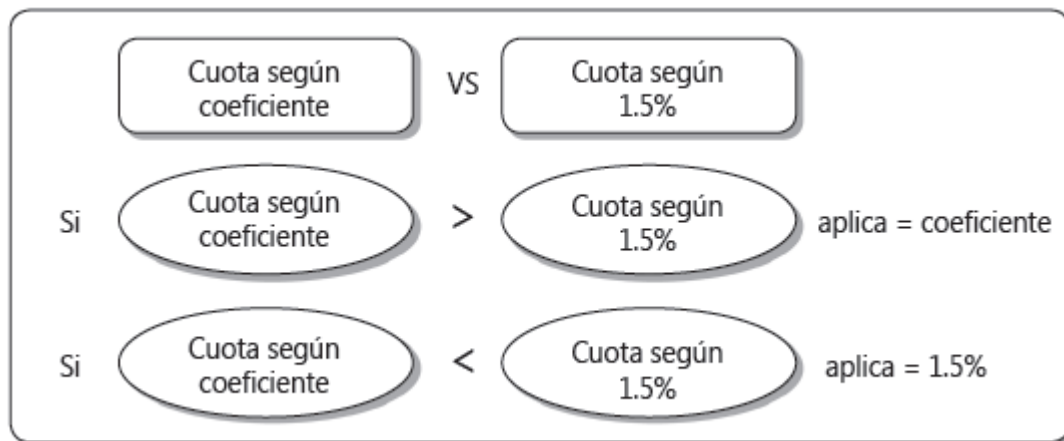 Cuota según
coeficiente
VS
Cuota según
1.5%
Si
Cuota según
coeficiente
>
Cuota según
1.5%
aplica = coeficiente
Si
Cuota según
coeficiente
<
Cuota según
1.5%
aplica = 1.5%